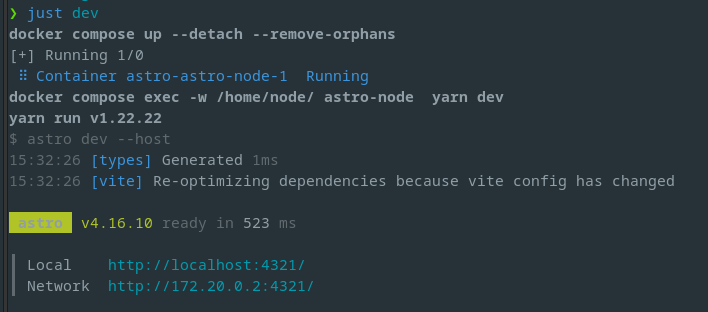 ❯ just dev
docker compose up --detach --remove-orphans
[+] Running 1/0
⠿ Container astro-astro-node-1  Running
docker compose exec -w /home/node/ astro-node  yarn dev
yarn run v1.22.22
$ astro dev --host
15:32:26 [types] Generated 1ms
15:32:26 [vite] Re-optimizing dependencies because vite config has changed
astro  v4.16.10 ready in 523 ms
┃ Local    http://localhost:4321/
┃ Network  http://172.20.0.2:4321/